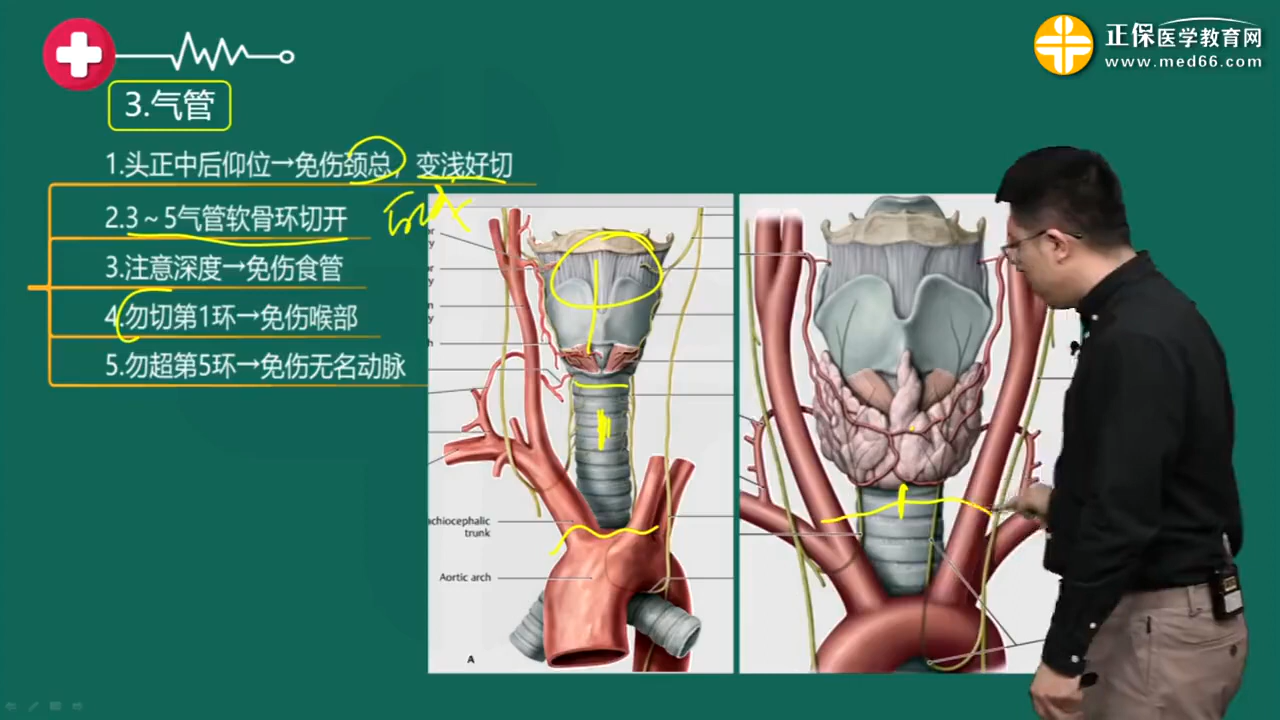 正保医学教育网
www.med66.com
3.气管
1.头正中后仰位→免伤颈总，变浅好切
2.3～5气管软骨环切开
3.注意深度→免伤食管
4.勿切第1环→免伤喉部
5.勿超第5环→免伤无名动脉
achiocephalic
trunk
Aortic arch
A